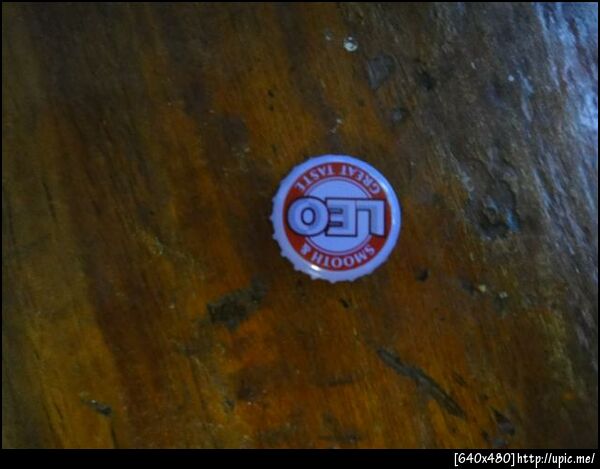 SMOOTH &
LEO
GREAT TASTE
[640x480]http://upic.me/